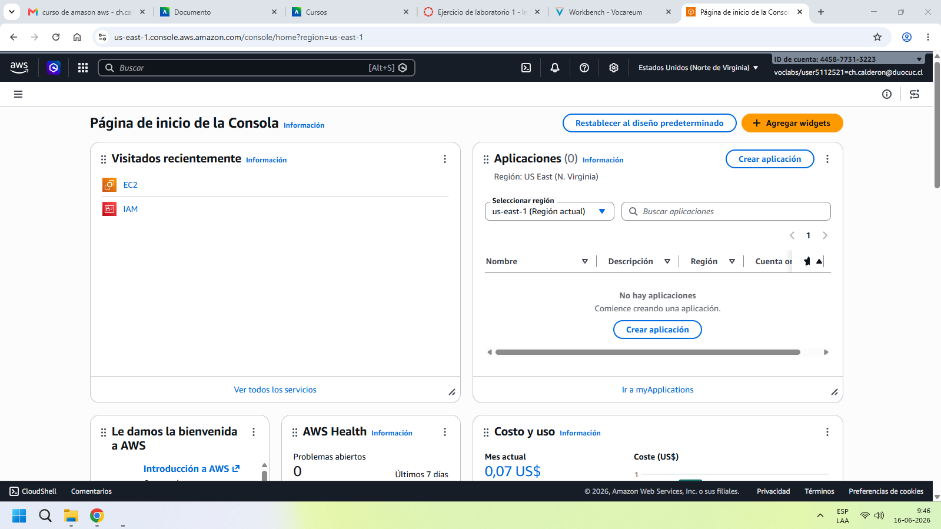 curso de amazon aws - ch.ca
Documento
Cursos
Ejercicio de laboratorio 1 - In
Workbench - Vocareum
Página de inicio de la Conso
us-east-1.console.aws.amazon.com/console/home?region=us-east-1
aws
Buscar
[Alt+S]
Estados Unidos (Norte de Virginia)
ID de cuenta: 4458-7731-3223
voclabs/user5112521=ch.calderon@duocuc.cl
Página de inicio de la Consola
Información
Restablecer al diseño predeterminado
Agregar widgets
Visitados recientemente
Información
EC2
IAM
Ver todos los servicios
Aplicaciones (0)
Información
Crear aplicación
Región: US East (N. Virginia)
Seleccionar región
us-east-1 (Región actual)
Buscar aplicaciones
1
Nombre
Descripción
Región
Cuenta or
No hay aplicaciones
Comience creando una aplicación.
Crear aplicación
Ir a myApplications
Le damos la bienvenida
a AWS
Introducción a AWS
AWS Health
Información
Problemas abiertos
0
Últimos 7 días
Costo y uso
Información
Mes actual
0,07 US$
Coste (US$)
1
CloudShell
Comentarios
© 2026, Amazon Web Services, Inc. o sus filiales.
Privacidad
Términos
Preferencias de cookies
ESP
LAA
9:46
16-06-2026